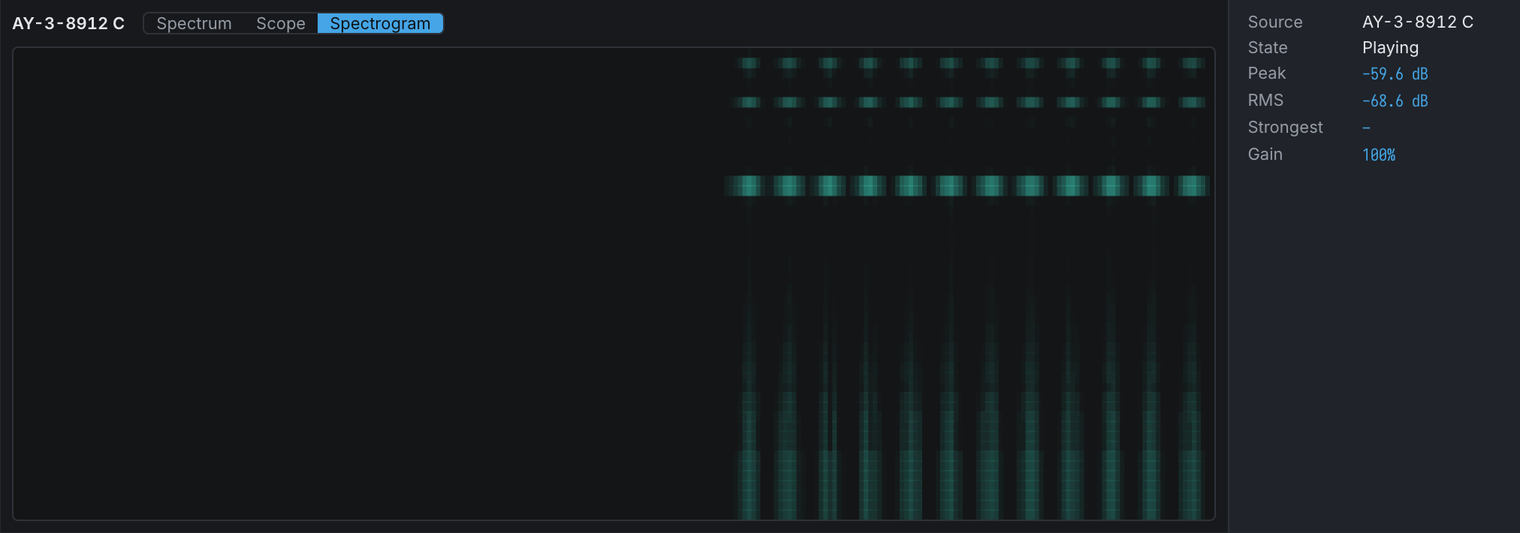 AY-3-8912 C
Spectrum Scope Spectrogram
Source AY-3-8912 C
State Playing
Peak -59.6 dB
RMS -68.6 dB
Strongest –
Gain 100%